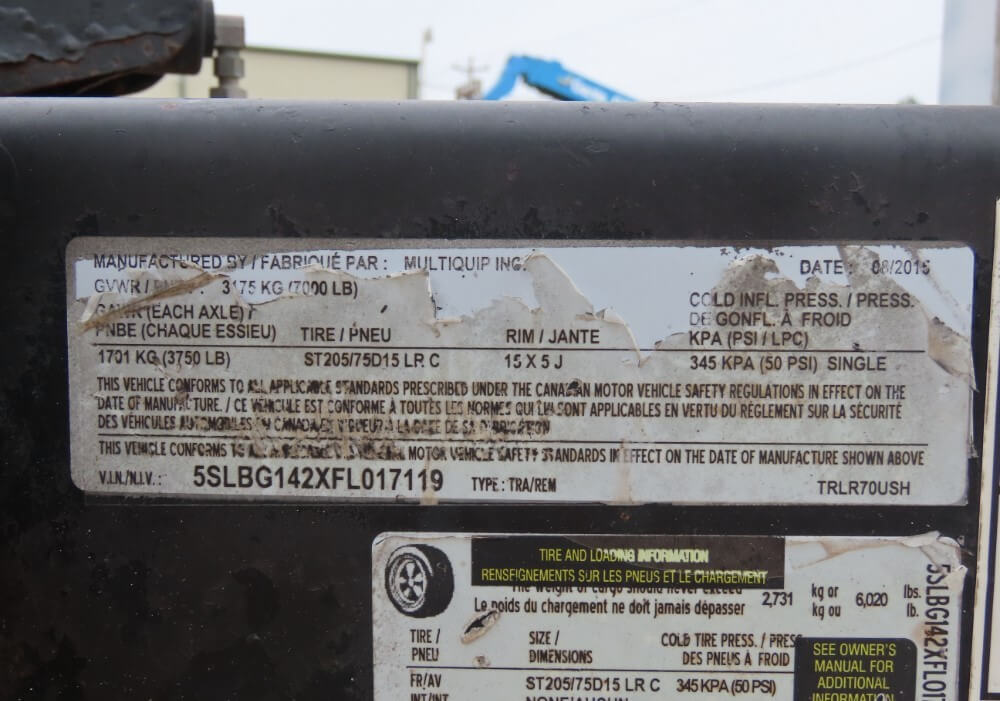 MANUFACTURED BY / FABRIQUÉ PAR : MULTIQUIP INC. DATE : 08/2015
GVWR / 3175 KG (7000 LB)
GAWR (EACH AXLE) /
PNBE (CHAQUE ESSIEU) TIRE / PNEU RIM / JANTE
COLD INFL. PRESS. / PRESS.
DE GONFL. À FROID
KPA (PSI / LPC)
1701 KG (3750 LB) ST205/75D15 LR C 15 X 5 J 345 KPA (50 PSI) SINGLE
THIS VEHICLE CONFORMS TO ALL APPLICABLE STANDARDS PRESCRIBED UNDER THE CANADIAN MOTOR VEHICLE SAFETY REGULATIONS IN EFFECT ON THE
DATE OF MANUFACTURE. / CE VÉHICULE EST CONFORME À TOUTES LES NORMES QUI LUI SONT APPLICABLES EN VERTU DU RÉGLEMENT SUR LA SÉCURITÉ
DES VÉHICULES AUTOMOBILES DU CANADA EN VIGUEUR À LA DATE DE SA FABRICATION
THIS VEHICLE CONFORMS TO ALL MOTOR VEHICLE SAFETY STANDARDS IN EFFECT ON THE DATE OF MANUFACTURE SHOWN ABOVE
V.I.N./N.I.V. : 5SLBG142XFL017119 TYPE : TRA/REM TRLR70USH
TIRE AND LOADING INFORMATION
RENSEIGNEMENTS SUR LES PNEUS ET LE CHARGEMENT
The weight of cargo should never exceed
Le poids du chargement ne doit jamais dépasser 2,731 kg or
kg ou 6,020 lbs.
lb.
TIRE /
PNEU
SIZE /
DIMENSIONS
COLD TIRE PRESS. / PRESS
DES PNEUS À FROID
FR/AV ST205/75D15 LR C 345 KPA (50 PSI)
SEE OWNER'S
MANUAL FOR
ADDITIONAL
INFORMATION
5SLBG142XFL01